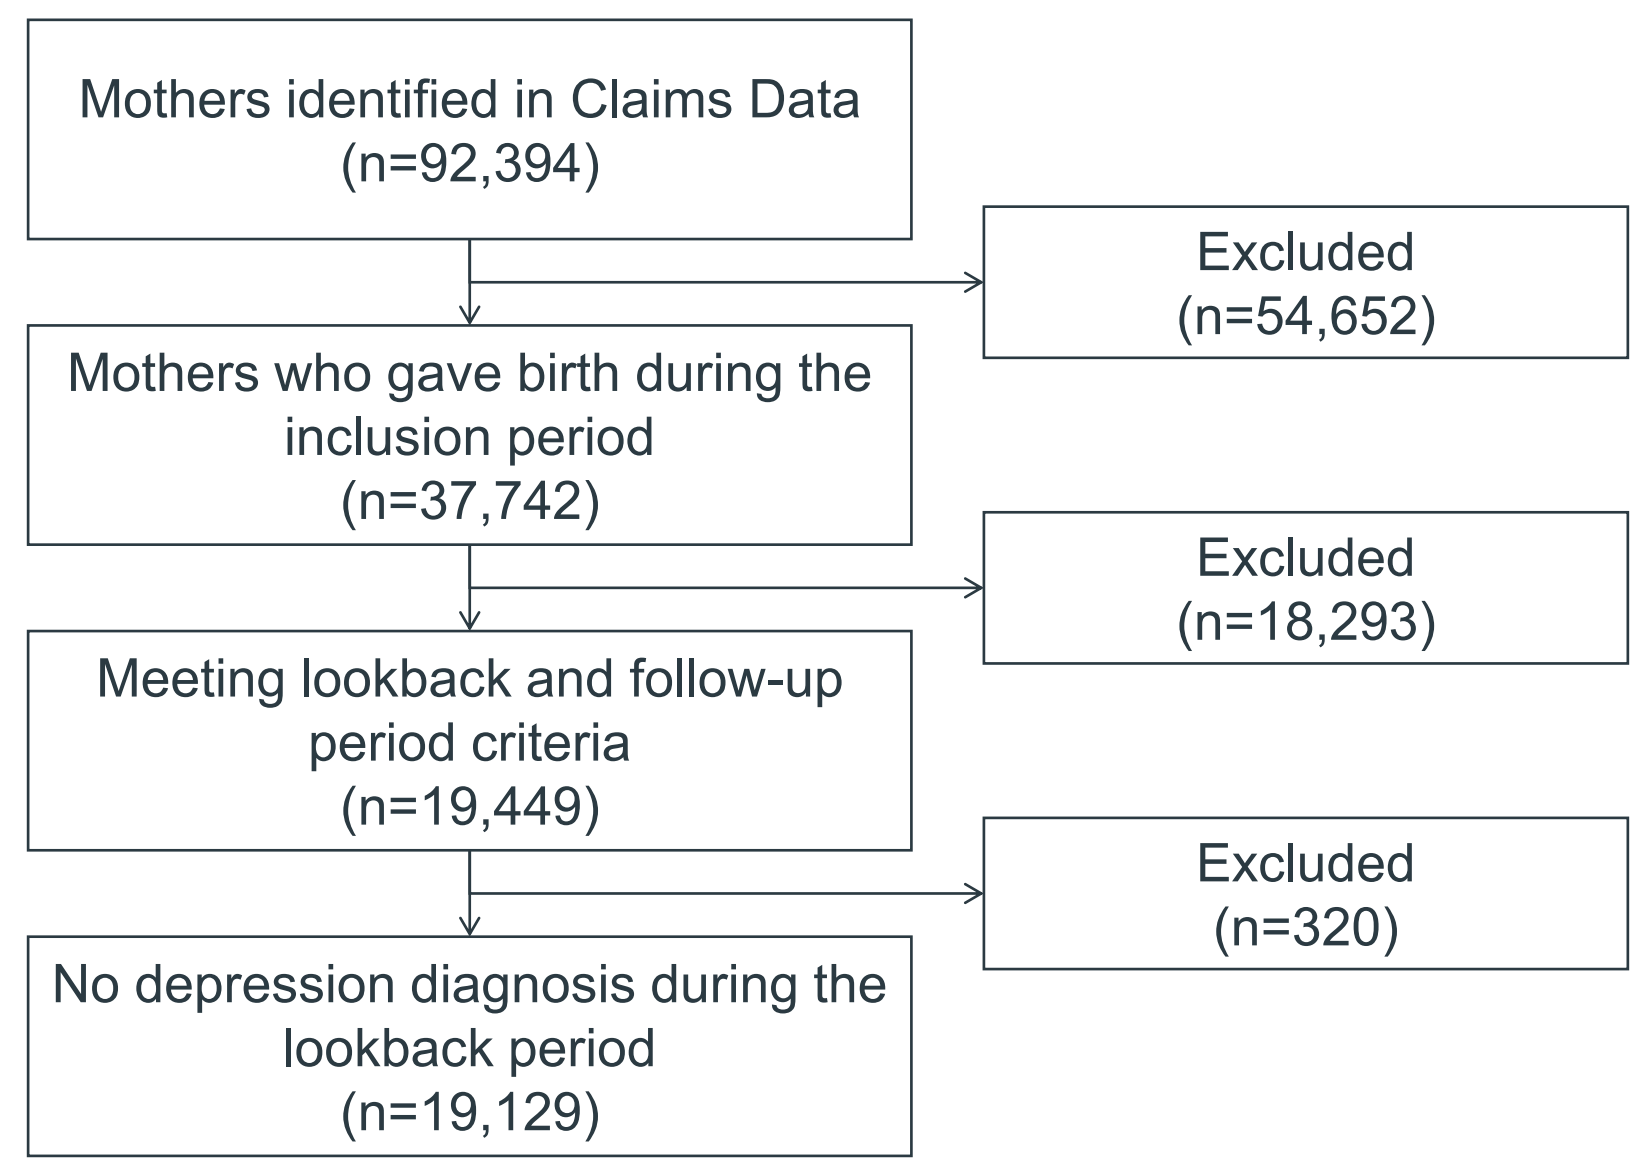 Mothers identified in Claims Data
(n=92,394)
Excluded
(n=54,652)
Mothers who gave birth during the
inclusion period
(n=37,742)
Excluded
(n=18,293)
Meeting lookback and follow-up
period criteria
(n=19,449)
Excluded
(n=320)
No depression diagnosis during the
lookback period
(n=19,129)